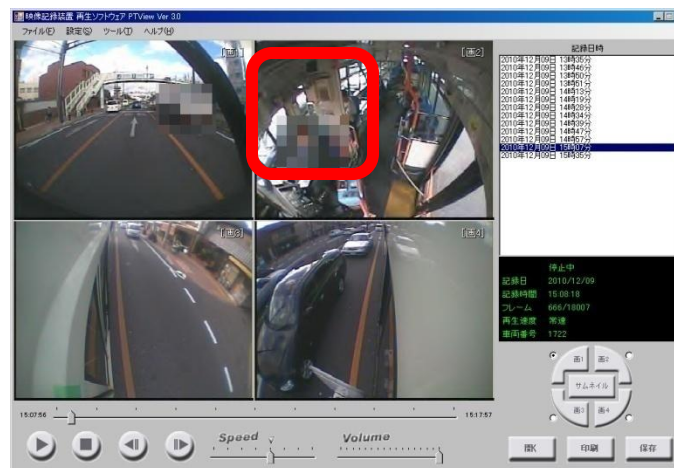 映像記録装置 再生ソフトウェア PTView Ver 3.0
ファイル(F) 設定(S) ツール(T) ヘルプ(H)
[画1]
[画2]
[画3]
[画4]
記録日時
2010年12月09日 13時35分
2010年12月09日 13時46分
2010年12月09日 13時50分
2010年12月09日 13時51分
2010年12月09日 14時13分
2010年12月09日 14時19分
2010年12月09日 14時28分
2010年12月09日 14時34分
2010年12月09日 14時39分
2010年12月09日 14時47分
2010年12月09日 14時57分
2010年12月09日 15時07分
2010年12月09日 15時35分
停止中
記録日 2010/12/09
記録時間 15:08:18
フレーム 666/18007
再生速度 常速
車両番号 1722
画1 画2
サムネイル
画3 画4
15:07:56 15:17:57
Speed Volume
開K 印刷 保存